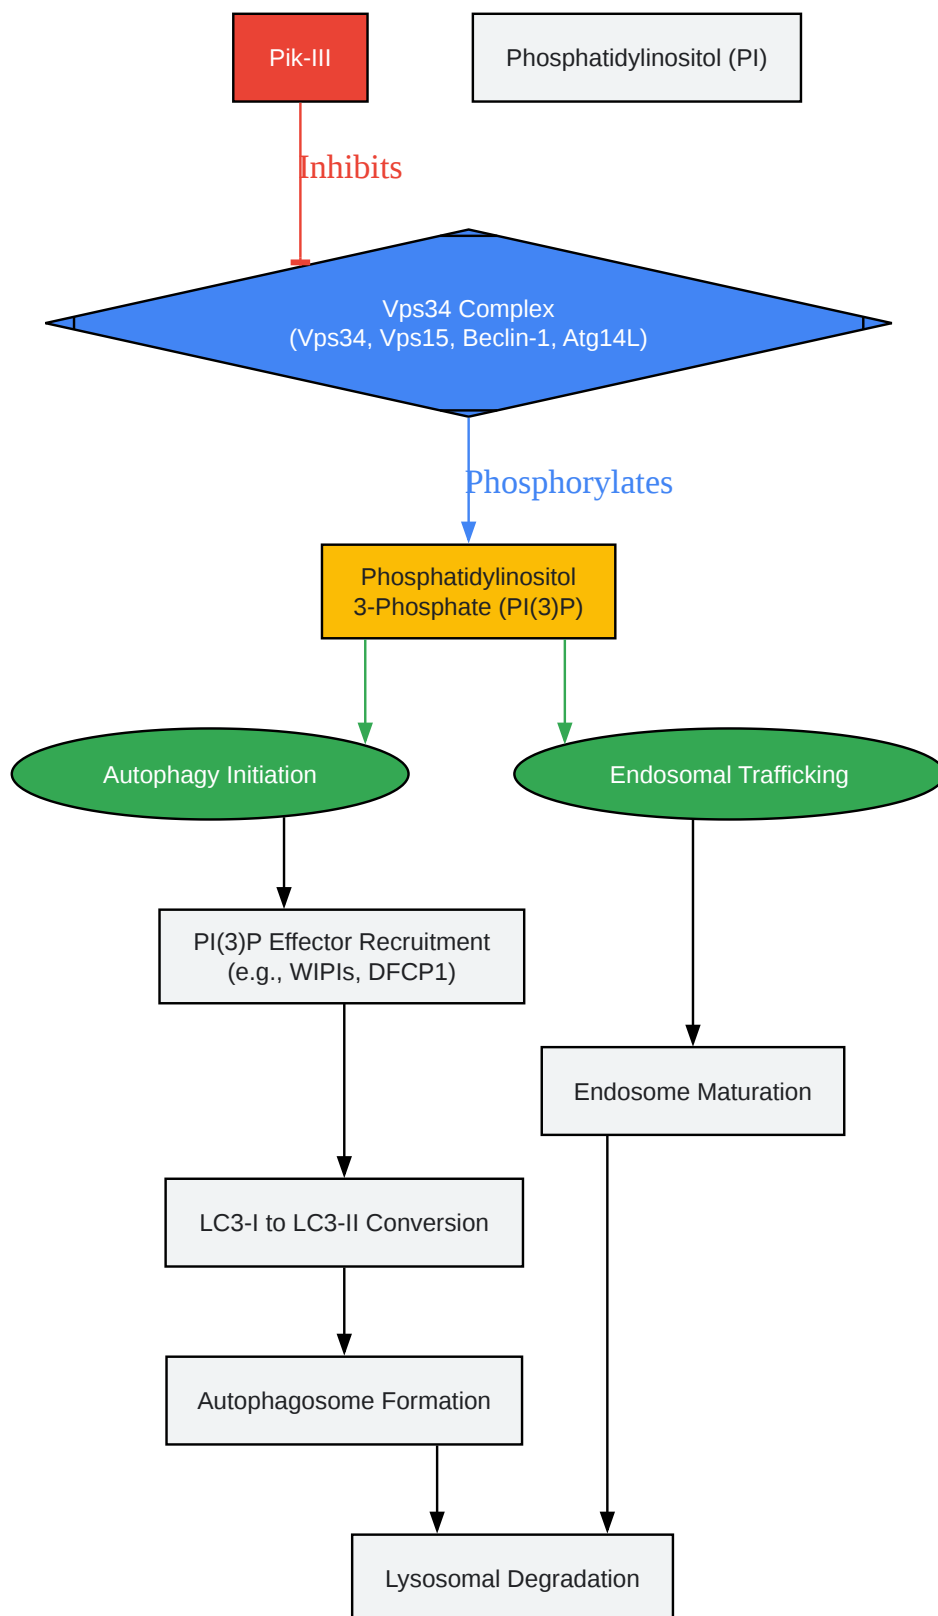 Pik-III
Phosphatidylinositol (PI)
Inhibits
Vps34 Complex
(Vps34, Vps15, Beclin-1, Atg14L)
Phosphorylates
Phosphatidylinositol
3-Phosphate (PI(3)P)
Autophagy Initiation
Endosomal Trafficking
PI(3)P Effector Recruitment
(e.g., WIPIs, DFCP1)
Endosome Maturation
LC3-I to LC3-II Conversion
Autophagosome Formation
Lysosomal Degradation